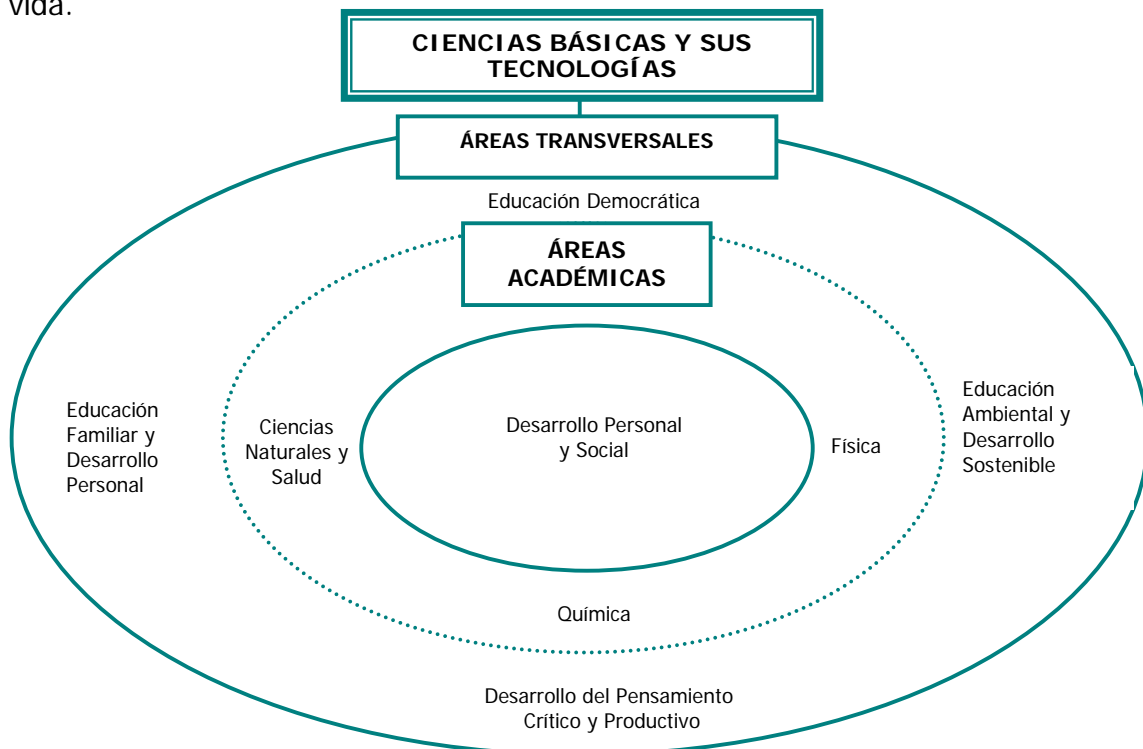 vida.
CIENCIAS BÁSICAS Y SUS
TECNOLOGÍAS
ÁREAS TRANSVERSALES
Educación Democrática
ÁREAS
ACADÉMICAS
Educación
Familiar y
Desarrollo
Personal
Ciencias
Naturales y
Salud
Desarrollo Personal
y Social
Física
Educación
Ambiental y
Desarrollo
Sostenible
Química
Desarrollo del Pensamiento
Crítico y Productivo